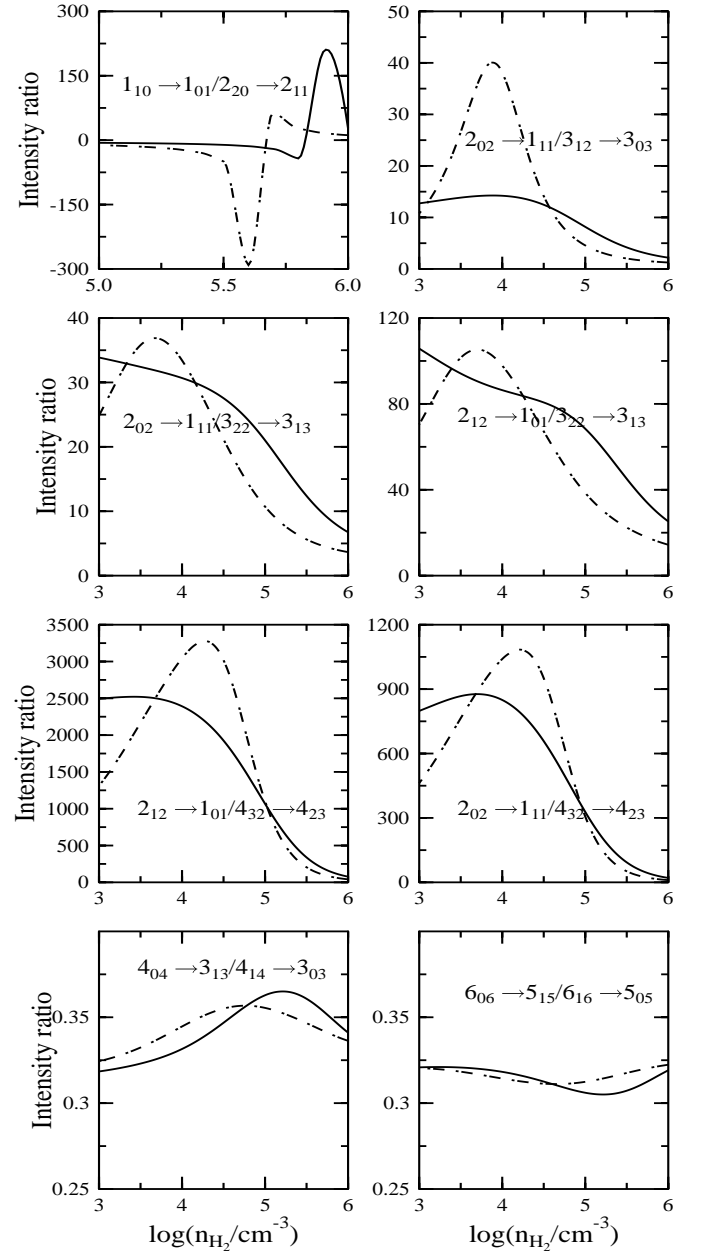 300
150
0
-150
-300
Intensity ratio
1₁₀ →1₀₁/2₂₀ →2₁₁
5.0 5.5 6.0
50
40
30
20
10
0
2₀₂ →1₁₁/3₁₂ →3₀₃
3 4 5 6
40
30
20
10
0
Intensity ratio
2₀₂ →1₁₁/3₂₂ →3₁₃
3 4 5 6
120
80
40
0
2₁₂ →1₀₁/3₂₂ →3₁₃
3 4 5 6
3500
3000
2500
2000
1500
1000
500
0
Intensity ratio
2₁₂ →1₀₁/4₃₂ →4₂₃
3 4 5 6
1200
900
600
300
0
2₀₂ →1₁₁/4₃₂ →4₂₃
3 4 5 6
0.35
0.3
0.25
Intensity ratio
4₀₄ →3₁₃/4₁₄ →3₀₃
3 4 5 6
log(n_H₂/cm⁻³)
0.35
0.3
0.25
6₀₆ →5₁₅/6₁₆ →5₀₅
3 4 5 6
log(n_H₂/cm⁻³)